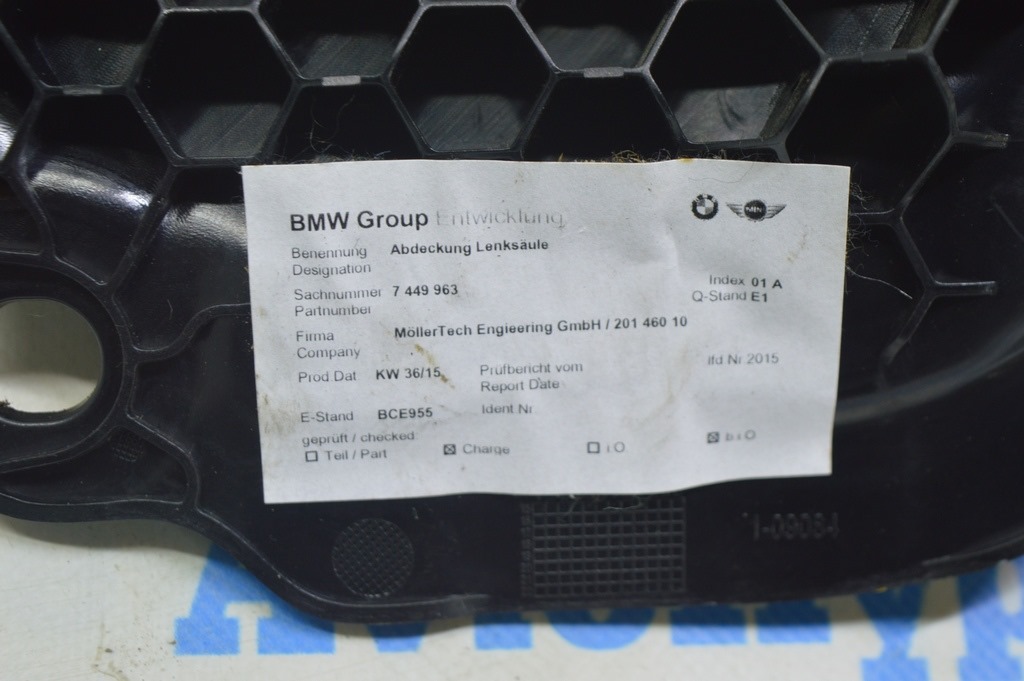 BMW Group Entwicklung
MINI
Benennung Abdeckung Lenksäule
Designation
Sachnummer 7 449 963 Index 01 A
Partnumber Q-Stand E1
Firma MöllerTech Engieering GmbH / 201 460 10
Company
Prod.Dat KW 36/15 Prüfbericht vom lfd Nr 2015
Report Date
E-Stand BCE955 Ident Nr
geprüft / checked:
☐ Teil / Part ☒ Charge ☐ i O ☒ b i O